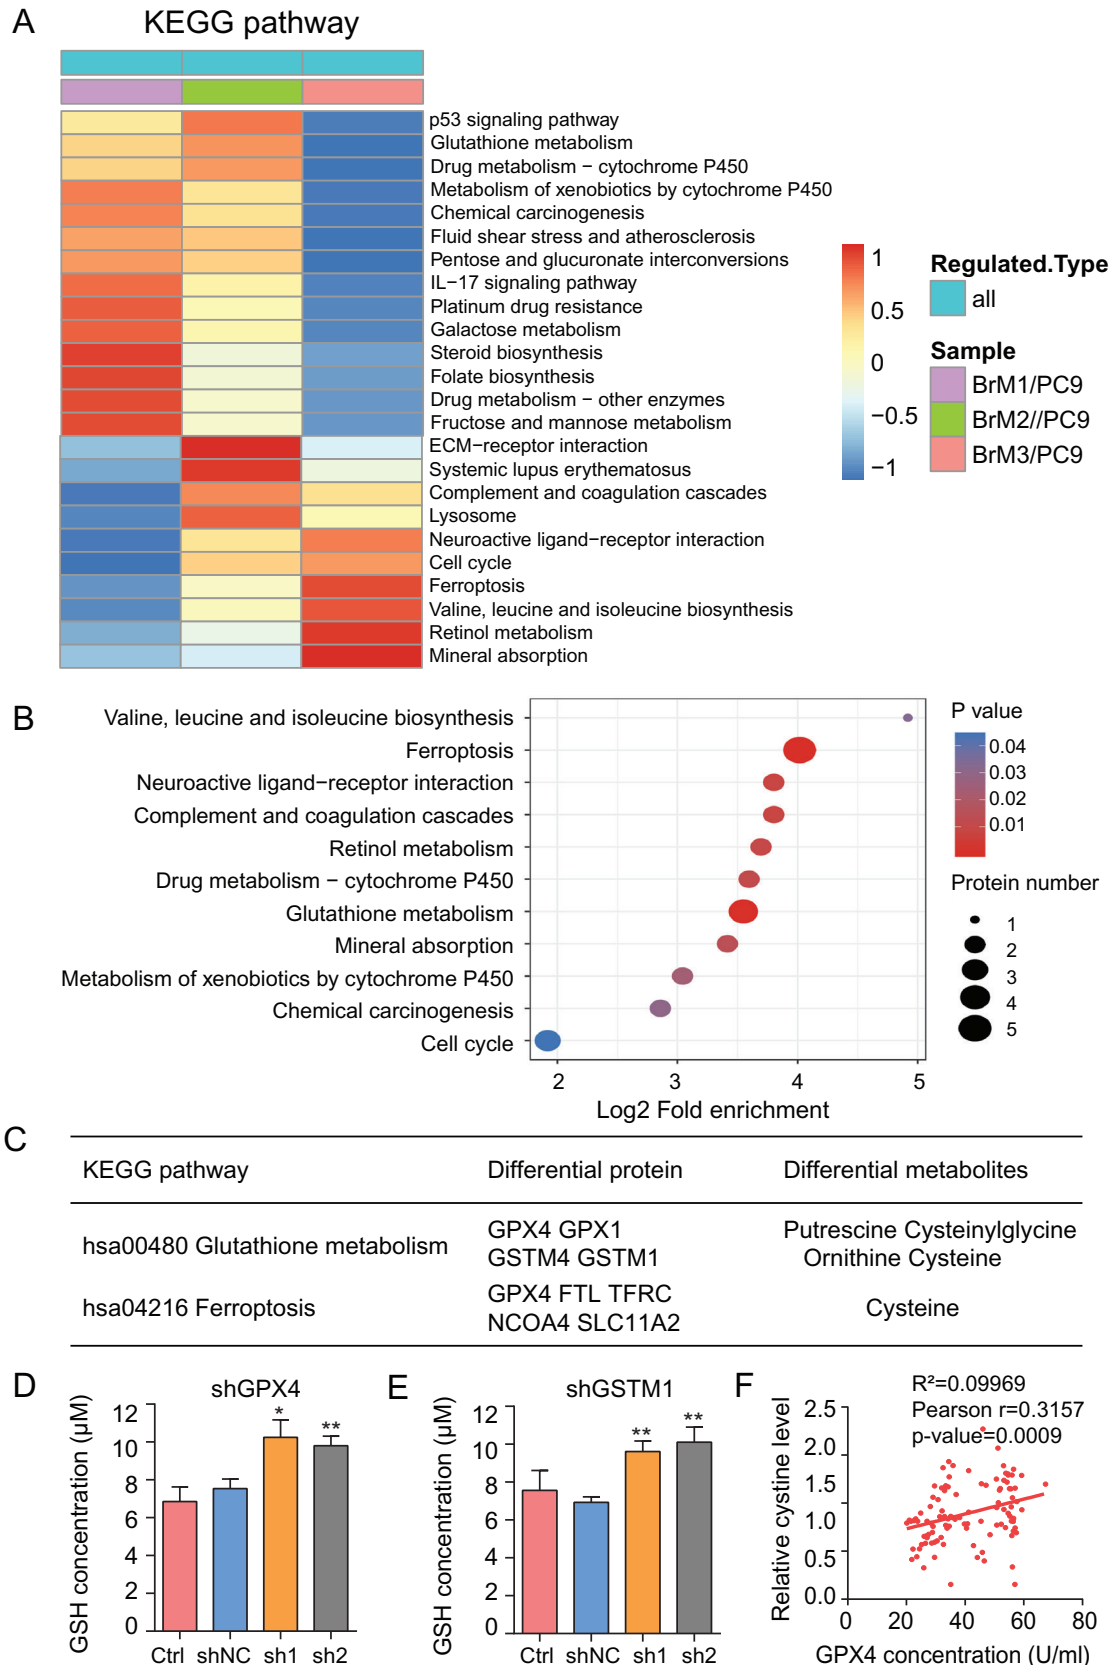 A
KEGG pathway
p53 signaling pathway
Glutathione metabolism
Drug metabolism − cytochrome P450
Metabolism of xenobiotics by cytochrome P450
Chemical carcinogenesis
Fluid shear stress and atherosclerosis
Pentose and glucuronate interconversions
IL−17 signaling pathway
Platinum drug resistance
Galactose metabolism
Steroid biosynthesis
Folate biosynthesis
Drug metabolism − other enzymes
Fructose and mannose metabolism
ECM−receptor interaction
Systemic lupus erythematosus
Complement and coagulation cascades
Lysosome
Neuroactive ligand−receptor interaction
Cell cycle
Ferroptosis
Valine, leucine and isoleucine biosynthesis
Retinol metabolism
Mineral absorption
1
0.5
0
−0.5
−1
Regulated.Type
all
Sample
BrM1/PC9
BrM2//PC9
BrM3/PC9
B
Valine, leucine and isoleucine biosynthesis
Ferroptosis
Neuroactive ligand−receptor interaction
Complement and coagulation cascades
Retinol metabolism
Drug metabolism − cytochrome P450
Glutathione metabolism
Mineral absorption
Metabolism of xenobiotics by cytochrome P450
Chemical carcinogenesis
Cell cycle
2 3 4 5
Log2 Fold enrichment
P value
0.04
0.03
0.02
0.01
Protein number
1
2
3
4
5
C
KEGG pathway Differential protein Differential metabolites
hsa00480 Glutathione metabolism
GPX4 GPX1
GSTM4 GSTM1
Putrescine Cysteinylglycine
Ornithine Cysteine
hsa04216 Ferroptosis
GPX4 FTL TFRC
NCOA4 SLC11A2
Cysteine
D
shGPX4
GSH concentration (µM)
12
10
8
6
4
2
0
*
**
Ctrl shNC sh1 sh2
E
shGSTM1
GSH concentration (µM)
12
10
8
6
4
2
0
**
**
Ctrl shNC sh1 sh2
F
R²=0.09969
Pearson r=0.3157
p-value=0.0009
Relative cystine level
2.5
2.0
1.5
1.0
0.5
0.0
0 20 40 60 80
GPX4 concentration (U/ml)